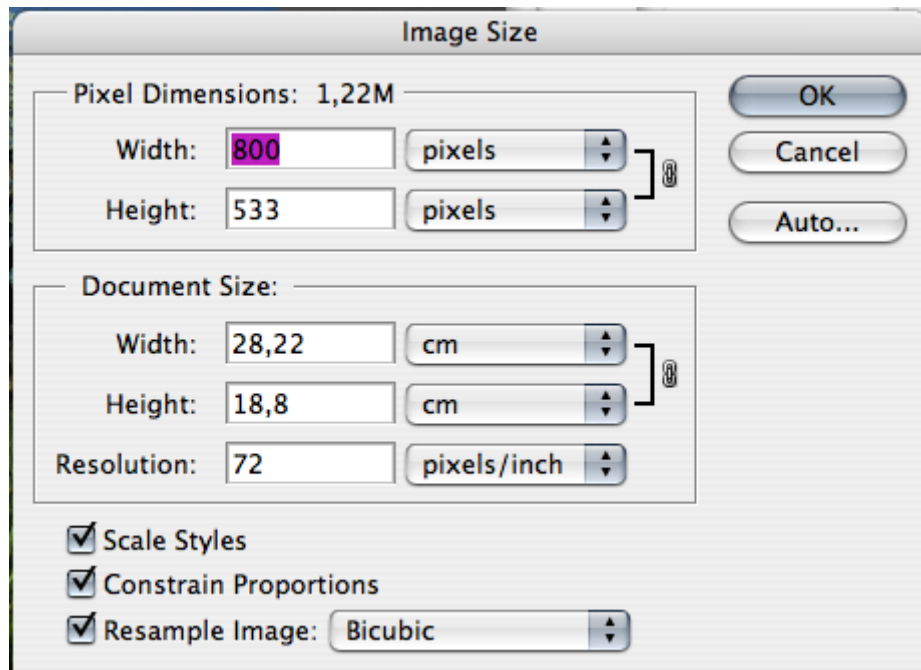 Image Size
Pixel Dimensions: 1,22M
OK
Width: 800 pixels
Cancel
Height: 533 pixels
Auto...
Document Size:
Width: 28,22 cm
Height: 18,8 cm
Resolution: 72 pixels/inch
Scale Styles
Constrain Proportions
Resample Image: Bicubic